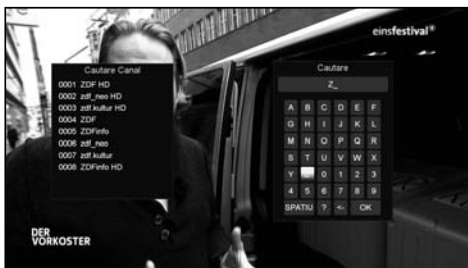 einsfestival
Cautare Canal
0001 ZDF HD
0002 zdf_neo HD
0003 zdf.kultur HD
0004 ZDF
0005 ZDFinfo
0006 zdf_neo
0007 zdf.kultur
0008 ZDFinfo HD
Cautare
Z_
A B C D E F
G H I J K L
M N O P Q R
S T U V W X
Y 0 1 2 3
4 5 6 7 8 9
SPATIU ? <- OK
DER
VORKOSTER